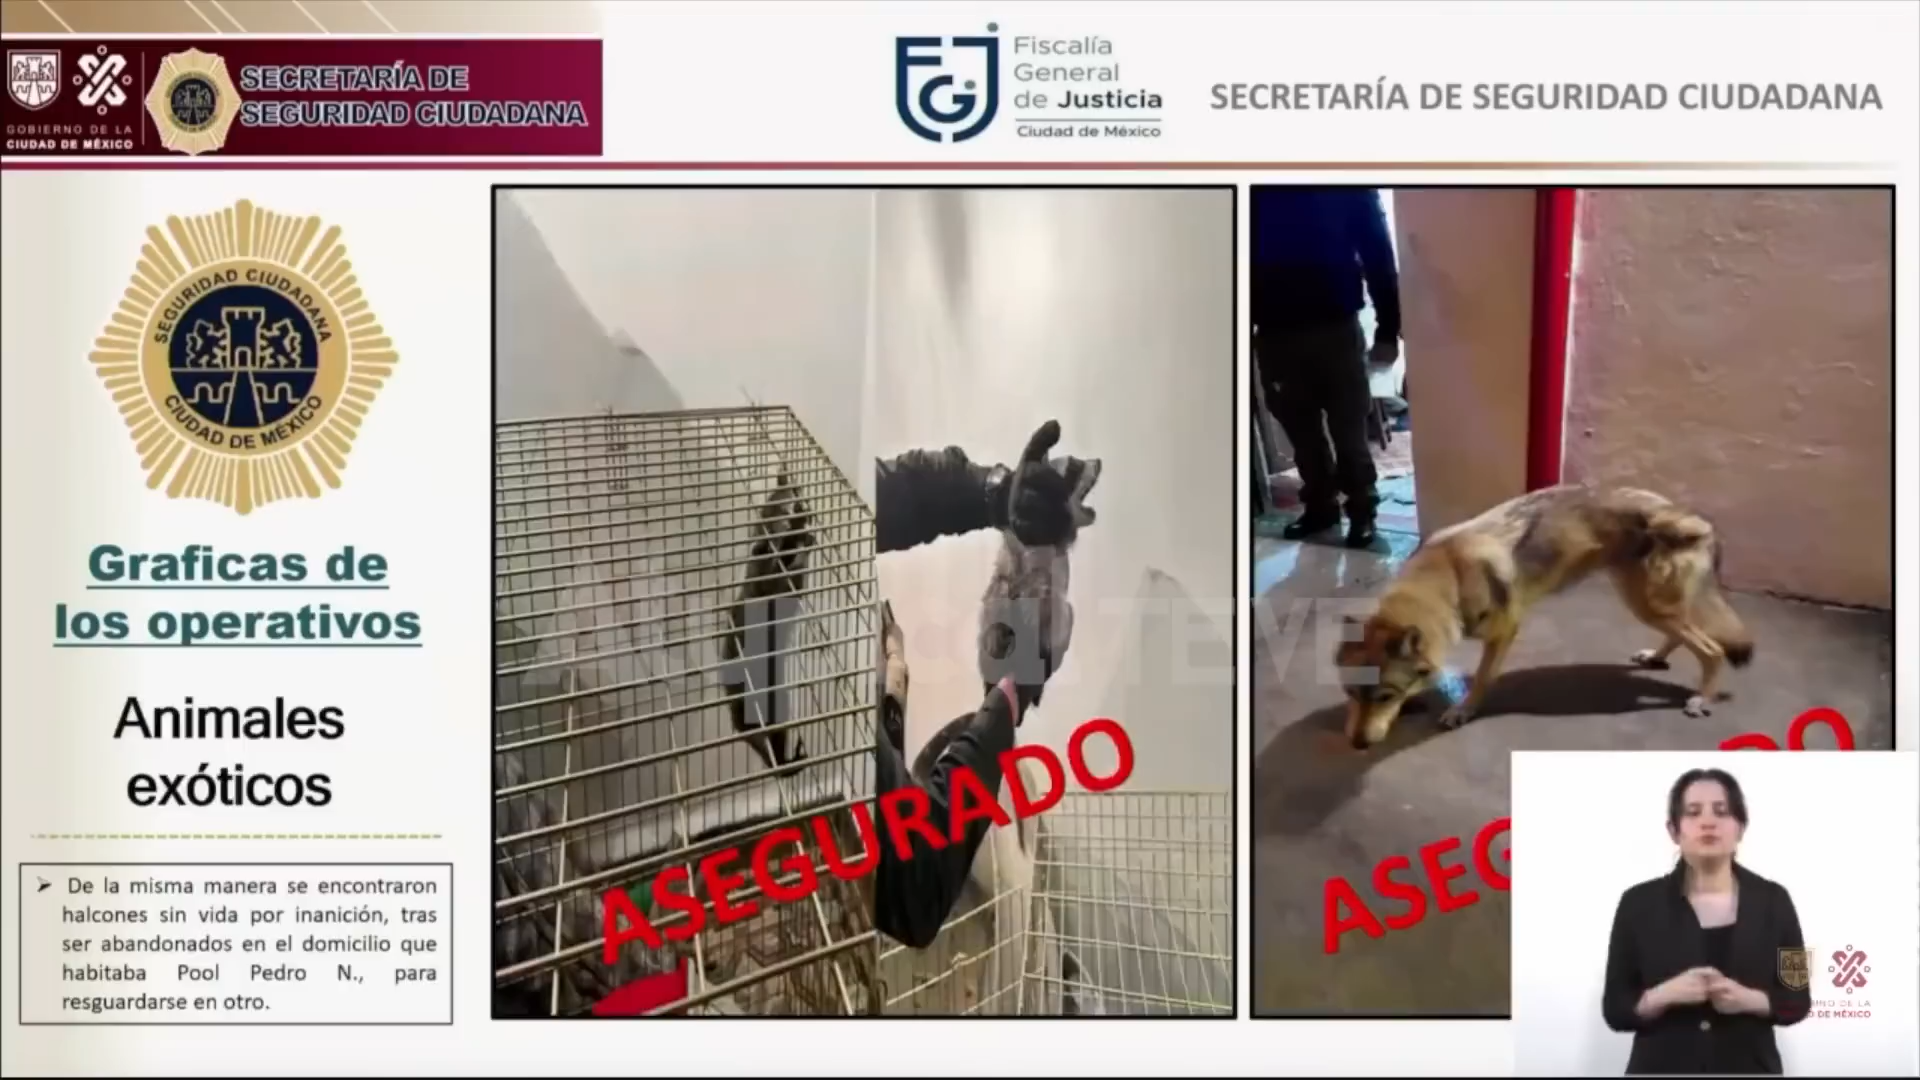 GOBIERNO DE LA
CIUDAD DE MÉXICO
SECRETARÍA DE
SEGURIDAD CIUDADANA
Fiscalía
General
de Justicia
Ciudad de México
SECRETARÍA DE SEGURIDAD CIUDADANA
SEGURIDAD CIUDADANA
CIUDAD DE MÉXICO
Graficas de
los operativos
Animales
exóticos
➤ De la misma manera se encontraron
halcones sin vida por inanición, tras
ser abandonados en el domicilio que
habitaba Pool Pedro N., para
resguardarse en otro.
ASEGURADO